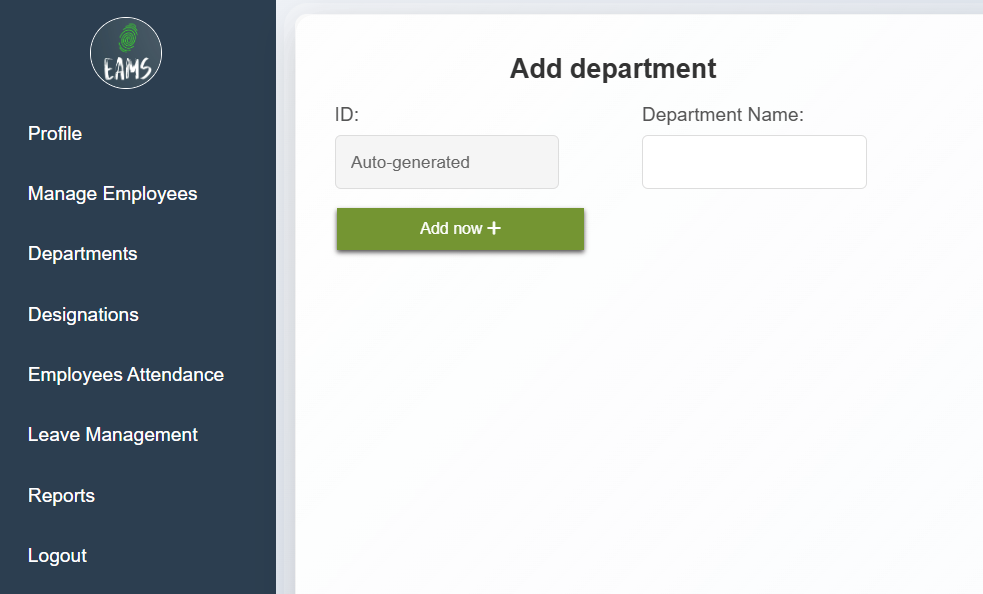 EAMS
Profile
Manage Employees
Departments
Designations
Employees Attendance
Leave Management
Reports
Logout
Add department
ID:
Auto-generated
Department Name:
Add now +